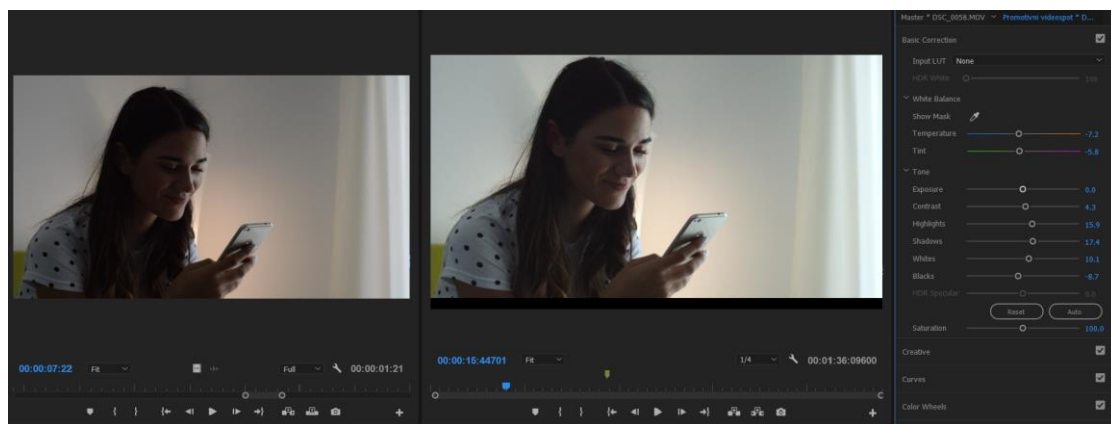 Master * DSC_0058.MOV Promotivni videospot * D...
Basic Correction
Input LUT None
HDR White 100
White Balance
Show Mask
Temperature -7.2
Tint -5.8
Tone
Exposure 0.0
Contrast 4.3
Highlights 15.9
Shadows 17.4
Whites 10.1
Blacks -8.7
HDR Specular 0.0
Reset Auto
Saturation 100.0
Creative
Curves
Color Wheels
00:00:07:22 Fit Full 00:00:01:21
00:00:15:44701 Fit 1/4 00:01:36:09600